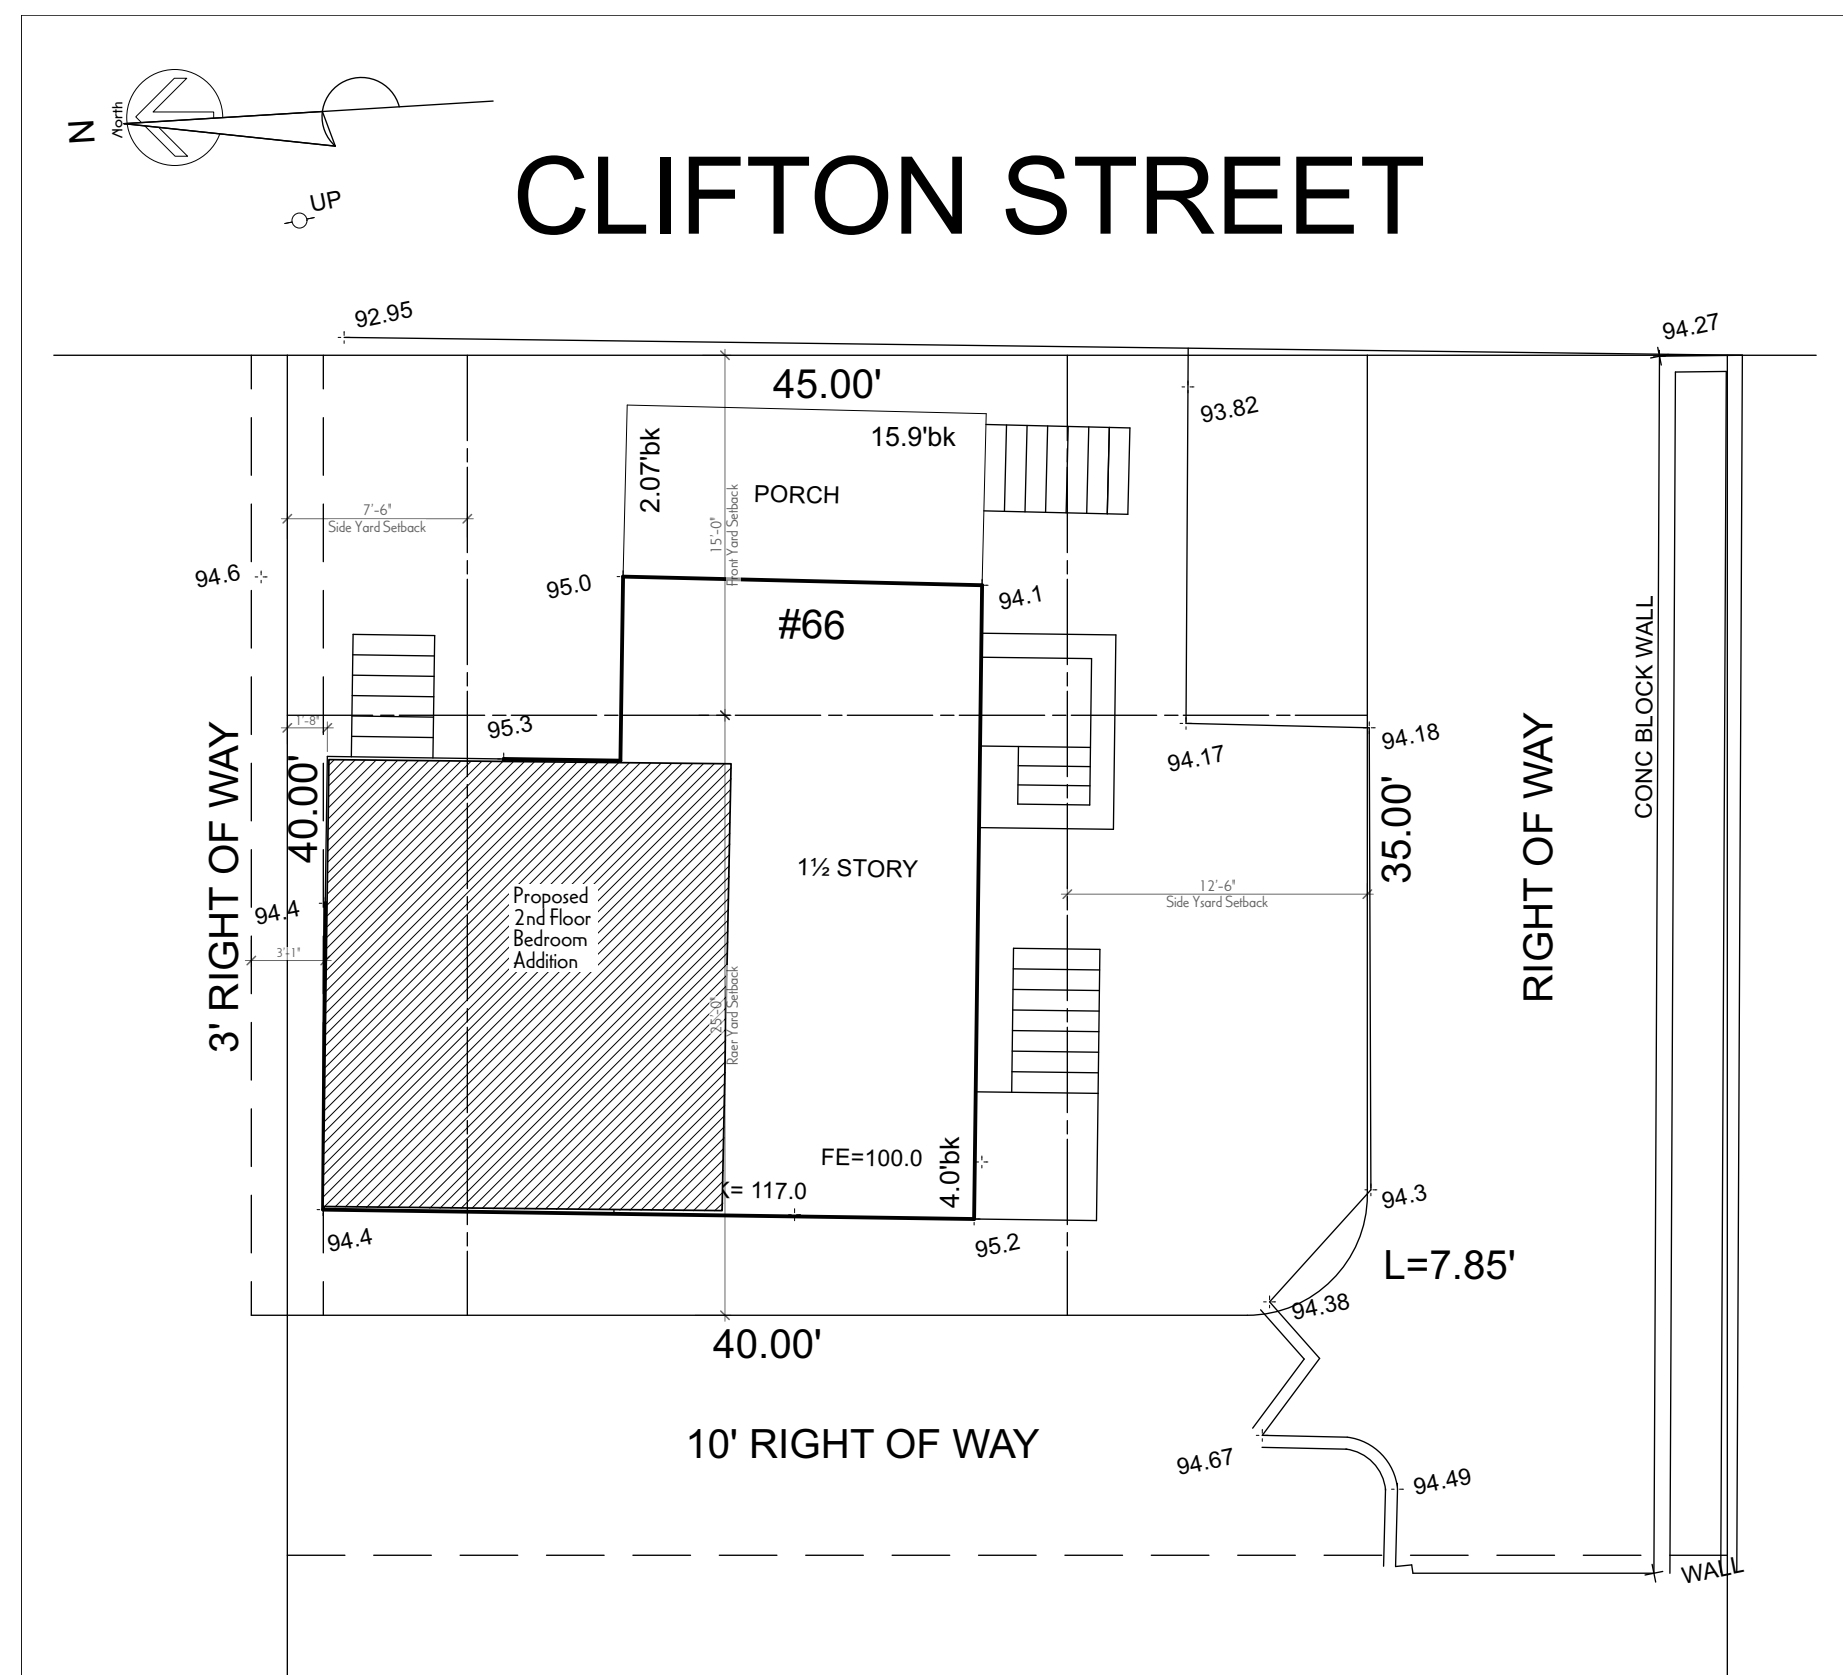 N
North
UP
CLIFTON STREET
92.95
94.27
45.00'
93.82
15.9'bk
2.07'bk
PORCH
7'-6"
Side Yard Setback
15'-0"
Front Yard Setback
94.6
95.0
94.1
#66
CONC BLOCK WALL
1'-8"
95.3
94.17
94.18
3' RIGHT OF WAY
40.00'
35.00'
RIGHT OF WAY
1½ STORY
12'-6"
Side Ysard Setback
Proposed
2nd Floor
Bedroom
Addition
94.4
3'-1"
25'-0"
Raer Yard Setback
FE=100.0
4.0'bk
= 117.0
94.4
95.2
94.3
L=7.85'
94.38
40.00'
10' RIGHT OF WAY
94.67
94.49
WALL